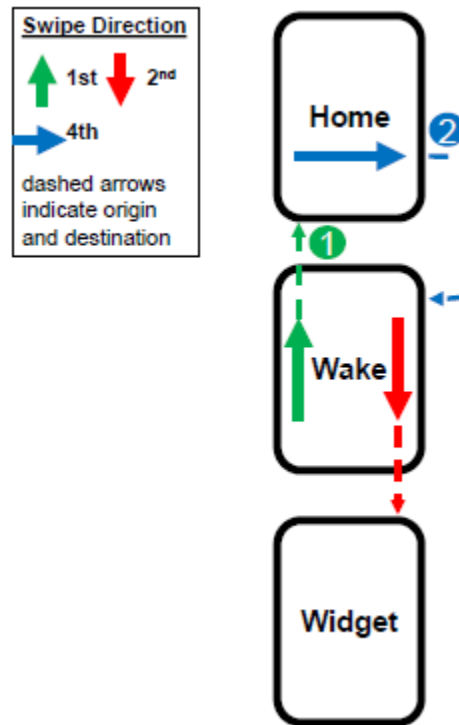 Swipe Direction
1st 2nd
4th
dashed arrows
indicate origin
and destination
Home
2
1
Wake
Widget